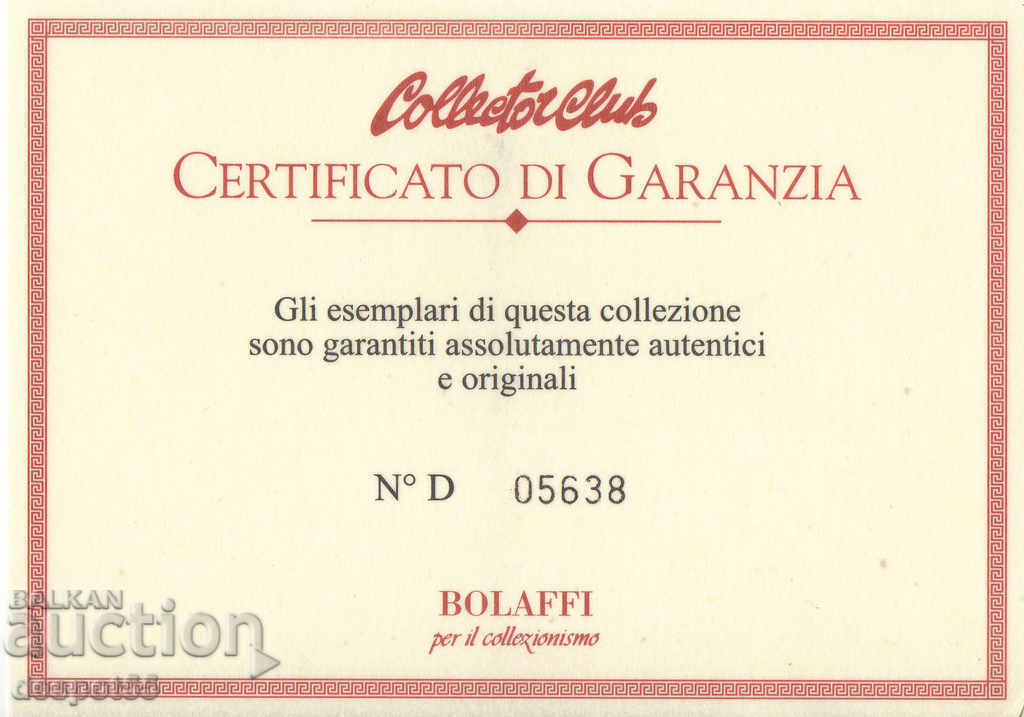 Collector Club
CERTIFICATO DI GARANZIA
Gli esemplari di questa collezione
sono garantiti assolutamente autentici
e originali
N° D 05638
BOLAFFI
per il collezionismo
BALKAN
auction